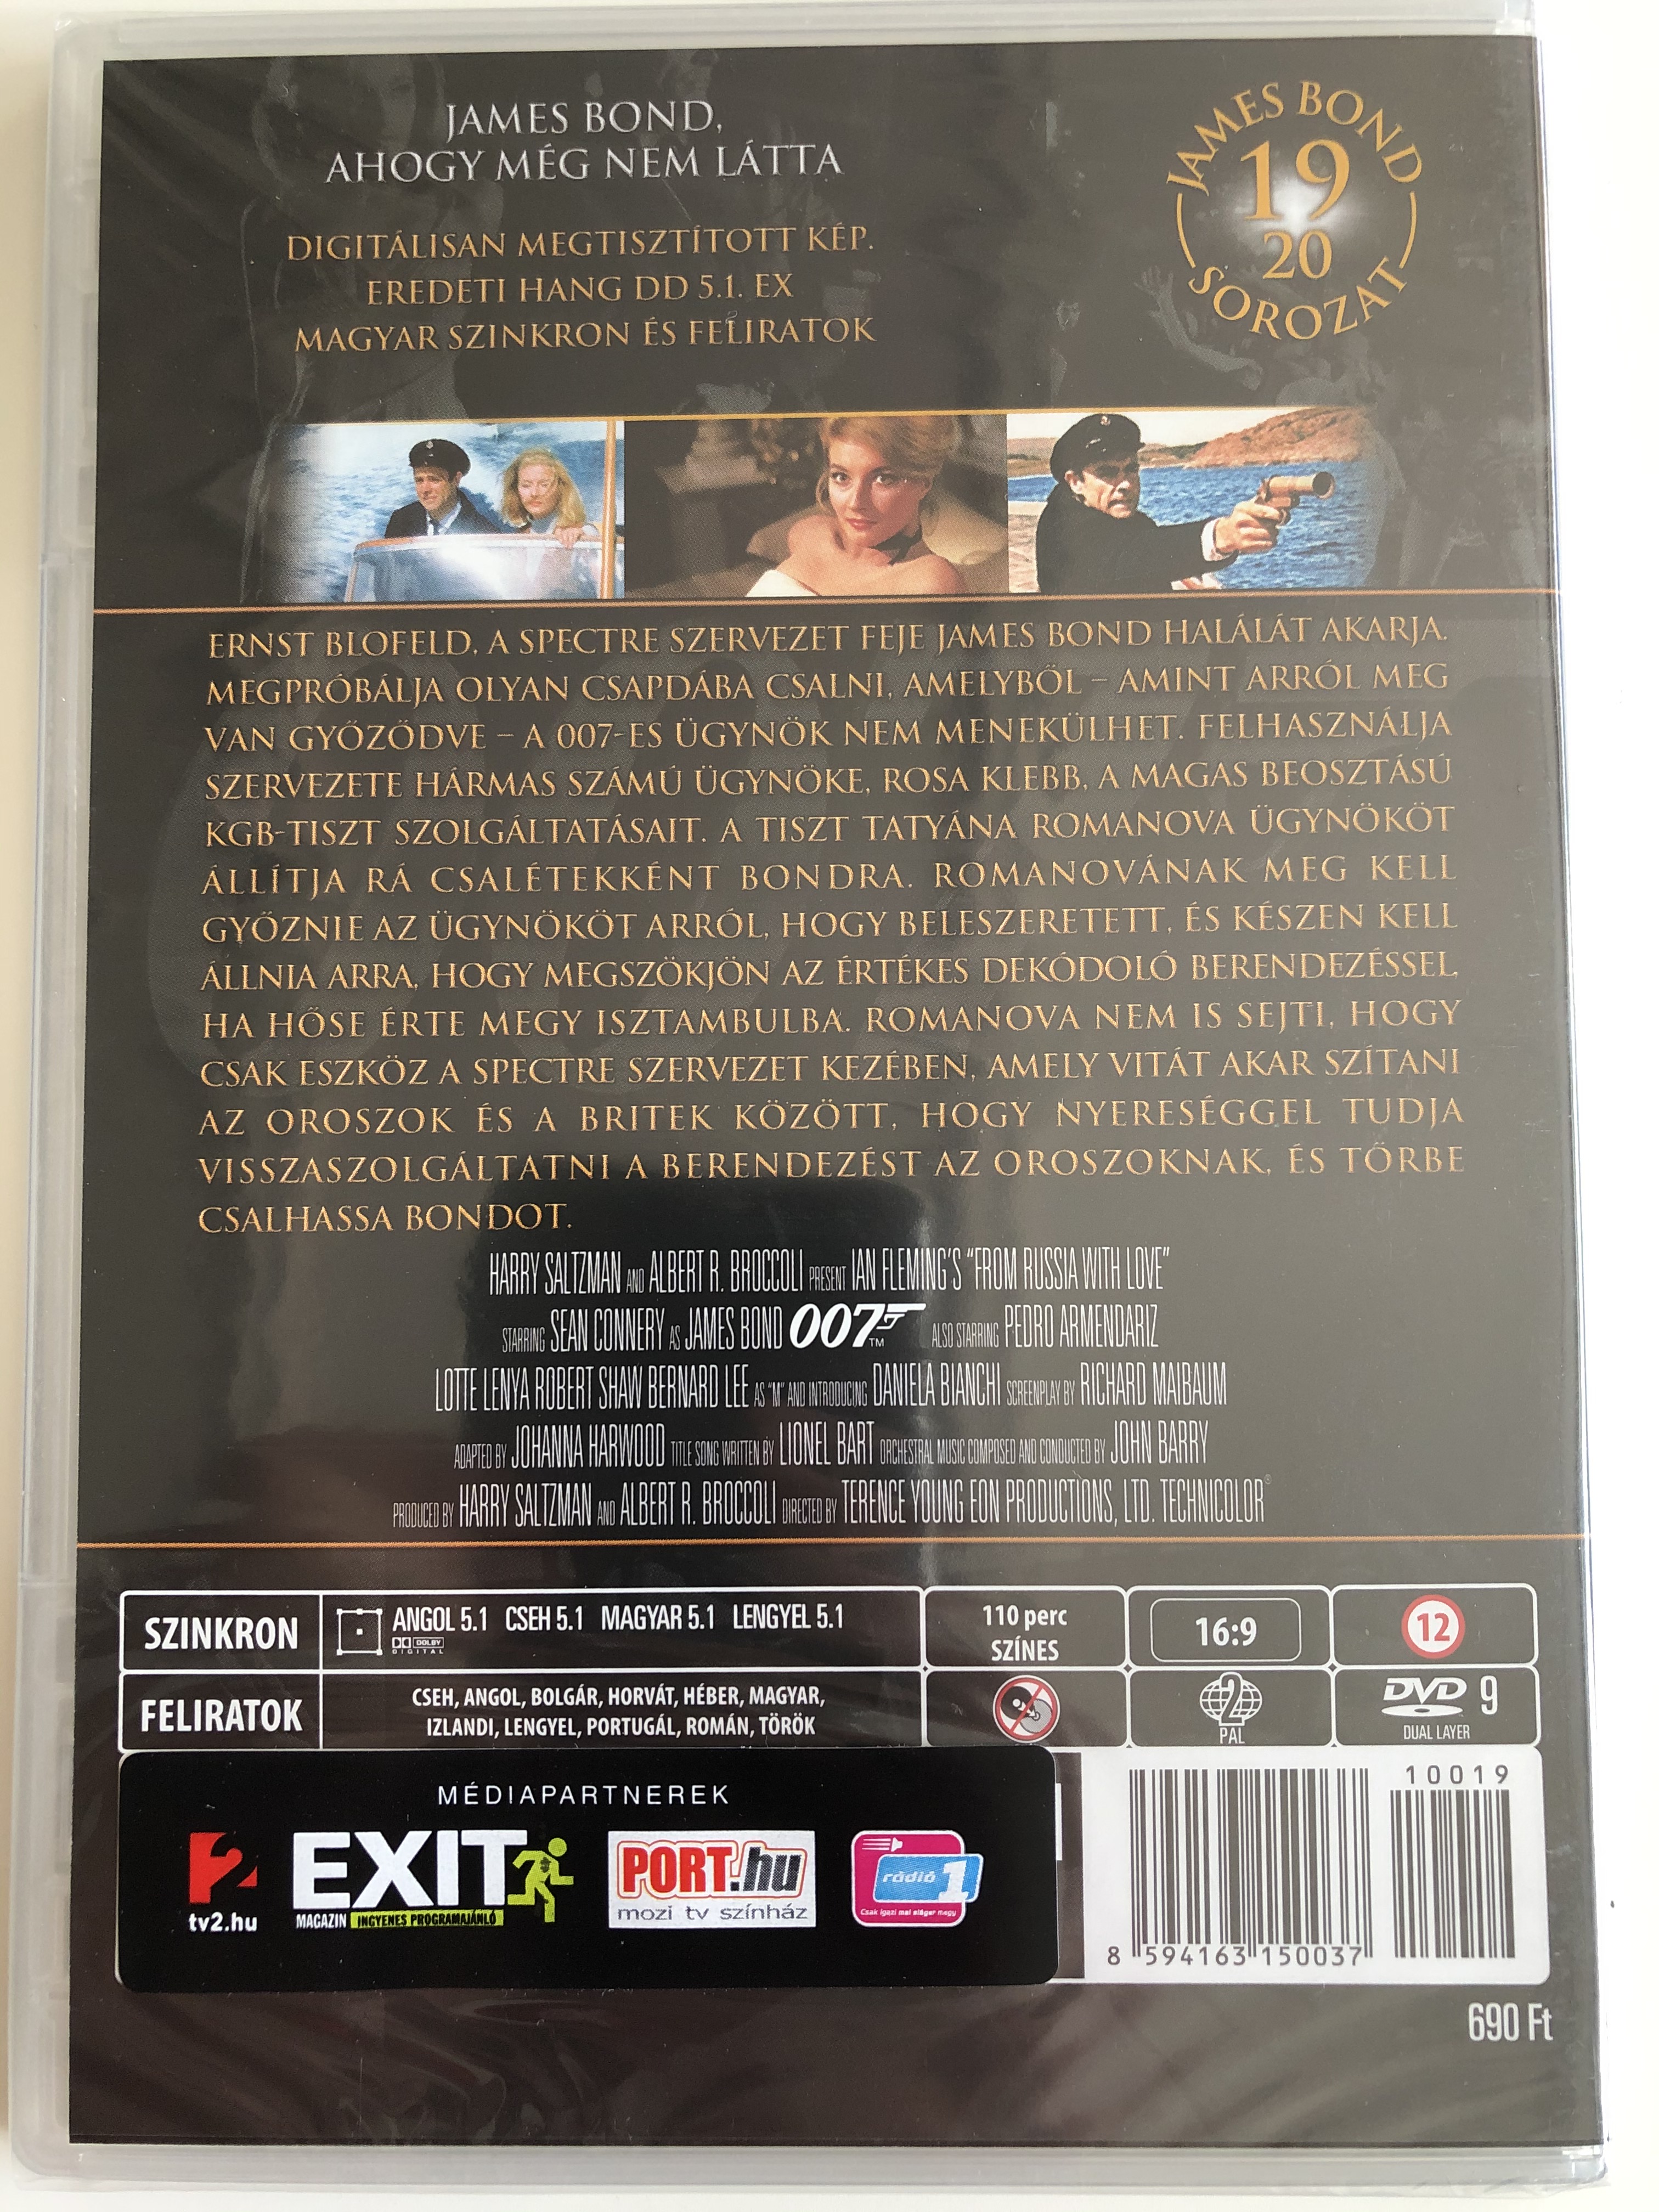 JAMES BOND,
AHOGY MÉG NEM LÁTTA
DIGITÁLISAN MEGTISZTÍTOTT KÉP.
EREDETI HANG DD 5.1. EX
MAGYAR SZINKRON ÉS FELIRATOK
JAMES BOND
19
20
SOROZAT
ERNST BLOFELD, A SPECTRE SZERVEZET FEJE JAMES BOND HALÁLÁT AKARJA.
MEGPRÓBÁLJA OLYAN CSAPDÁBA CSALNI, AMELYBŐL – AMINT ARRÓL MEG
VAN GYŐZŐDVE – A 007-ES ÜGYNÖK NEM MENEKÜLHET. FELHASZNÁLJA
SZERVEZETE HÁRMAS SZÁMÚ ÜGYNÖKE, ROSA KLEBB, A MAGAS BEOSZTÁSÚ
KGB-TISZT SZOLGÁLTATÁSAIT. A TISZT TATYÁNA ROMANOVA ÜGYNÖKÖT
ÁLLÍTJA RÁ CSALÉTEKKÉNT BONDRA. ROMANOVÁNAK MEG KELL
GYŐZNIE AZ ÜGYNÖKÖT ARRÓL, HOGY BELESZERETETT, ÉS KÉSZEN KELL
ÁLLNIA ARRA, HOGY MEGSZÖKJÖN AZ ÉRTÉKES DEKÓDOLÓ BERENDEZÉSSEL,
HA HŐSE ÉRTE MEGY ISZTAMBULBA. ROMANOVA NEM IS SEJTI, HOGY
CSAK ESZKÖZ A SPECTRE SZERVEZET KEZÉBEN, AMELY VITÁT AKAR SZÍTANI
AZ OROSZOK ÉS A BRITEK KÖZÖTT, HOGY NYERESÉGGEL TUDJA
VISSZASZOLGÁLTATNI A BERENDEZÉST AZ OROSZOKNAK, ÉS TŐRBE
CSALHASSA BONDOT.
HARRY SALTZMAN AND ALBERT R. BROCCOLI PRESENT IAN FLEMING'S "FROM RUSSIA WITH LOVE"
STARRING SEAN CONNERY AS JAMES BOND 007 TM ALSO STARRING PEDRO ARMENDARIZ
LOTTE LENYA ROBERT SHAW BERNARD LEE AS "M" AND INTRODUCING DANIELA BIANCHI SCREENPLAY BY RICHARD MAIBAUM
ADAPTED BY JOHANNA HARWOOD TITLE SONG WRITTEN BY LIONEL BART ORCHESTRAL MUSIC COMPOSED AND CONDUCTED BY JOHN BARRY
PRODUCED BY HARRY SALTZMAN AND ALBERT R. BROCCOLI DIRECTED BY TERENCE YOUNG EON PRODUCTIONS, LTD. TECHNICOLOR®
SZINKRON
ANGOL 5.1 CSEH 5.1 MAGYAR 5.1 LENGYEL 5.1
DOLBY
DIGITAL
110 perc
SZÍNES
16:9
12
FELIRATOK
CSEH, ANGOL, BOLGÁR, HORVÁT, HÉBER, MAGYAR,
IZLANDI, LENGYEL, PORTUGÁL, ROMÁN, TÖRÖK
2
PAL
DVD 9
DUAL LAYER
MÉDIAPARTNEREK
2
tv2.hu
EXIT
MAGAZIN INGYENES PROGRAMAJÁNLÓ
PORT.hu
mozi tv színház
rádió 1
Csak igazi mai sláger megy
10019
8 594163 150037
690 Ft